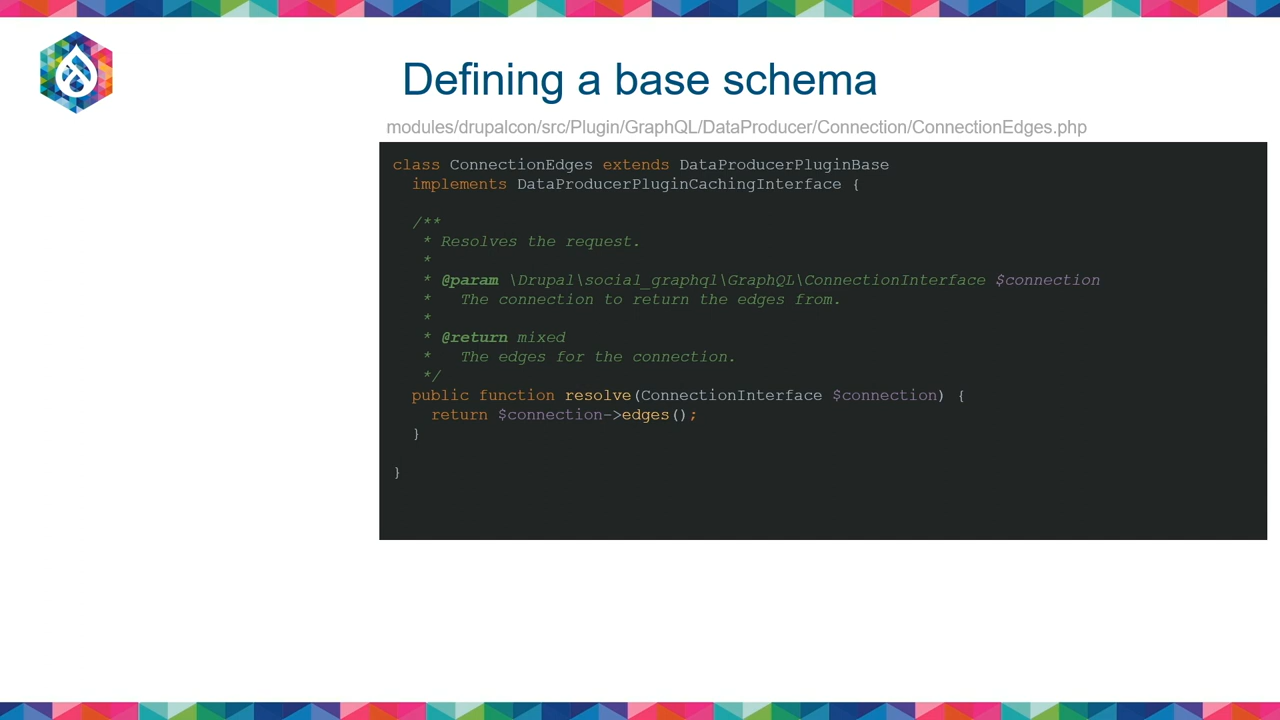 Defining a base schema
modules/drupalcon/src/Plugin/GraphQL/DataProducer/Connection/ConnectionEdges.php
class ConnectionEdges extends DataProducerPluginBase
  implements DataProducerPluginCachingInterface {
  /**
   * Resolves the request.
   *
   * @param \Drupal\social_graphql\GraphQL\ConnectionInterface $connection
   *   The connection to return the edges from.
   *
   * @return mixed
   *   The edges for the connection.
   */
  public function resolve(ConnectionInterface $connection) {
    return $connection->edges();
  }
}